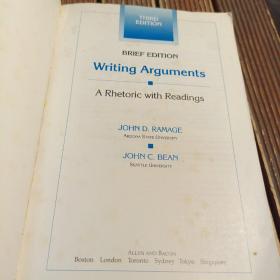 THIRD
EDITION
BRIEF EDITION
Writing Arguments
A Rhetoric with Readings
JOHN D. RAMAGE
ARIZONA STATE UNIVERSITY
JOHN C. BEAN
SEATTLE UNIVERSITY
ALLYN AND BACON
Boston London Toronto Sydney Tokyo Singapore